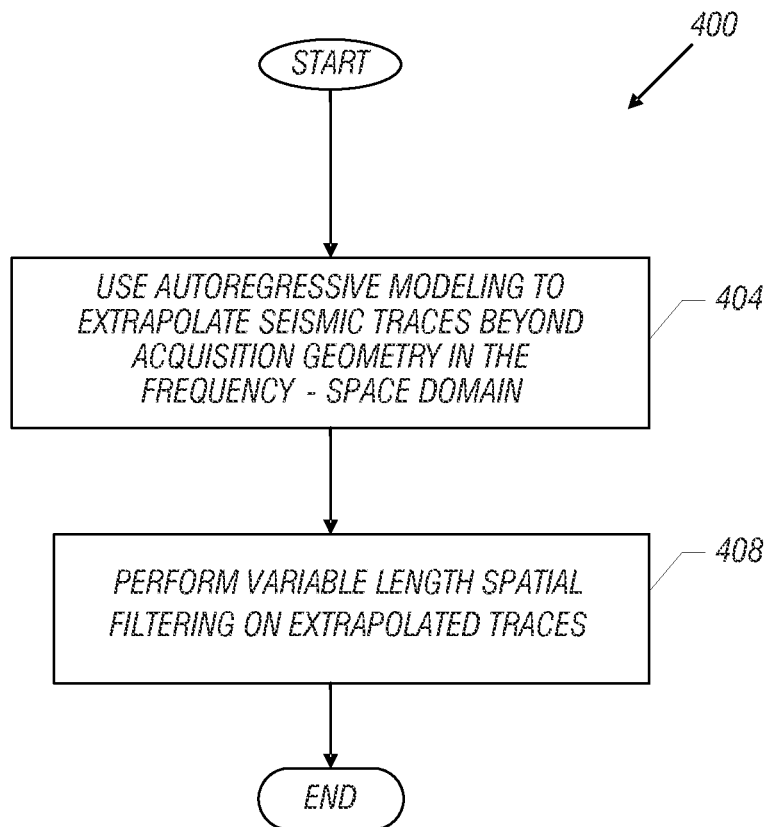 400
START
USE AUTOREGRESSIVE MODELING TO
EXTRAPOLATE SEISMIC TRACES BEYOND
ACQUISITION GEOMETRY IN THE
FREQUENCY - SPACE DOMAIN
404
PERFORM VARIABLE LENGTH SPATIAL
FILTERING ON EXTRAPOLATED TRACES
408
END